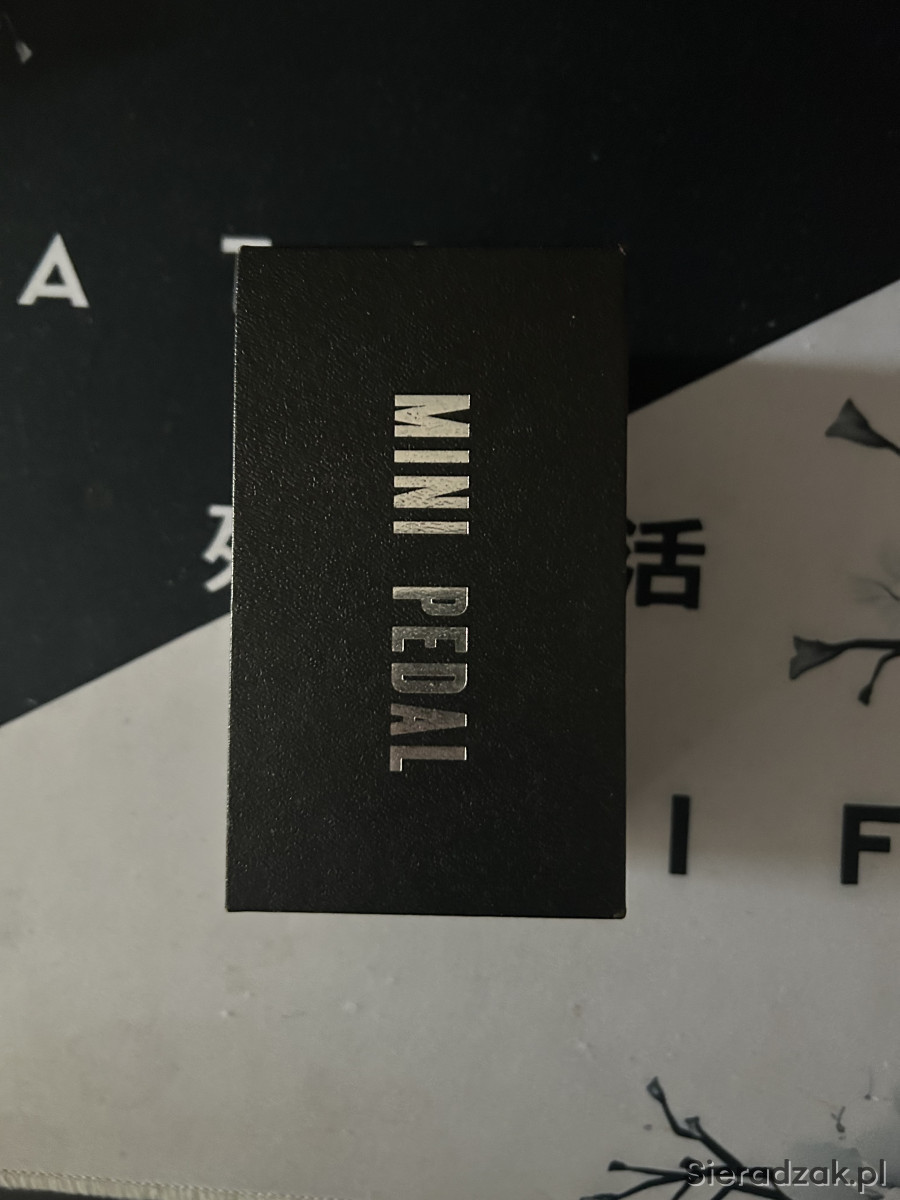 A
MINI PEDAL
活
I F
Sieradzak.pl